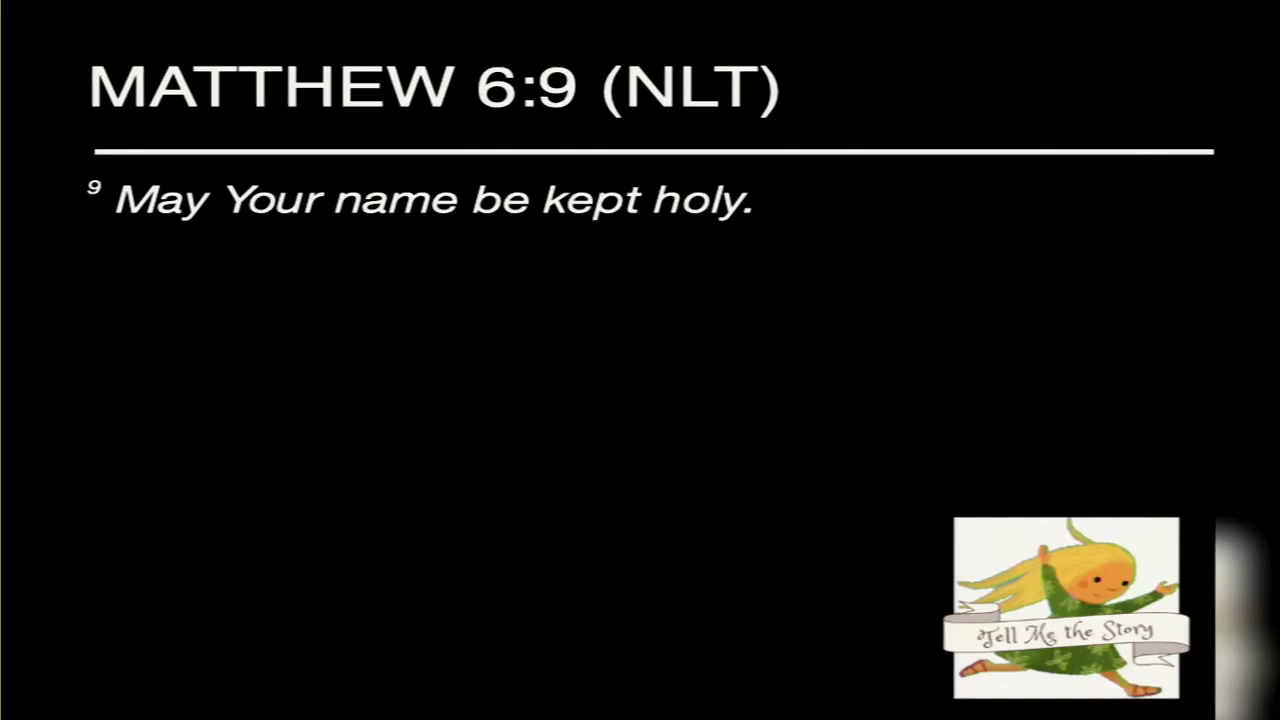 MATTHEW 6:9 (NLT)
⁹ May Your name be kept holy.
Tell Me the Story